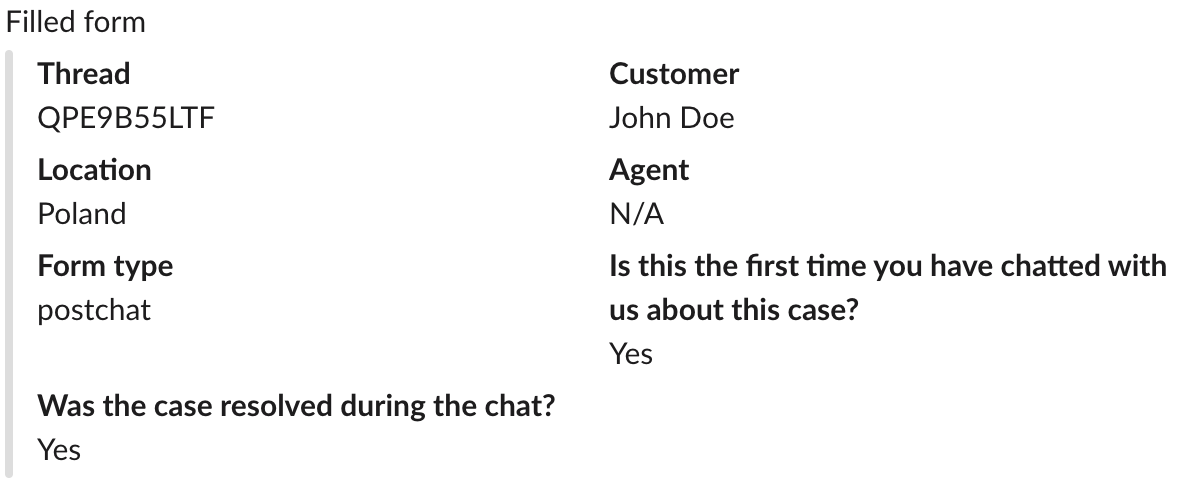 Filled form
Thread
QPE9B55LTF
Customer
John Doe
Location
Poland
Agent
N/A
Form type
postchat
Is this the first time you have chatted with
us about this case?
Yes
Was the case resolved during the chat?
Yes